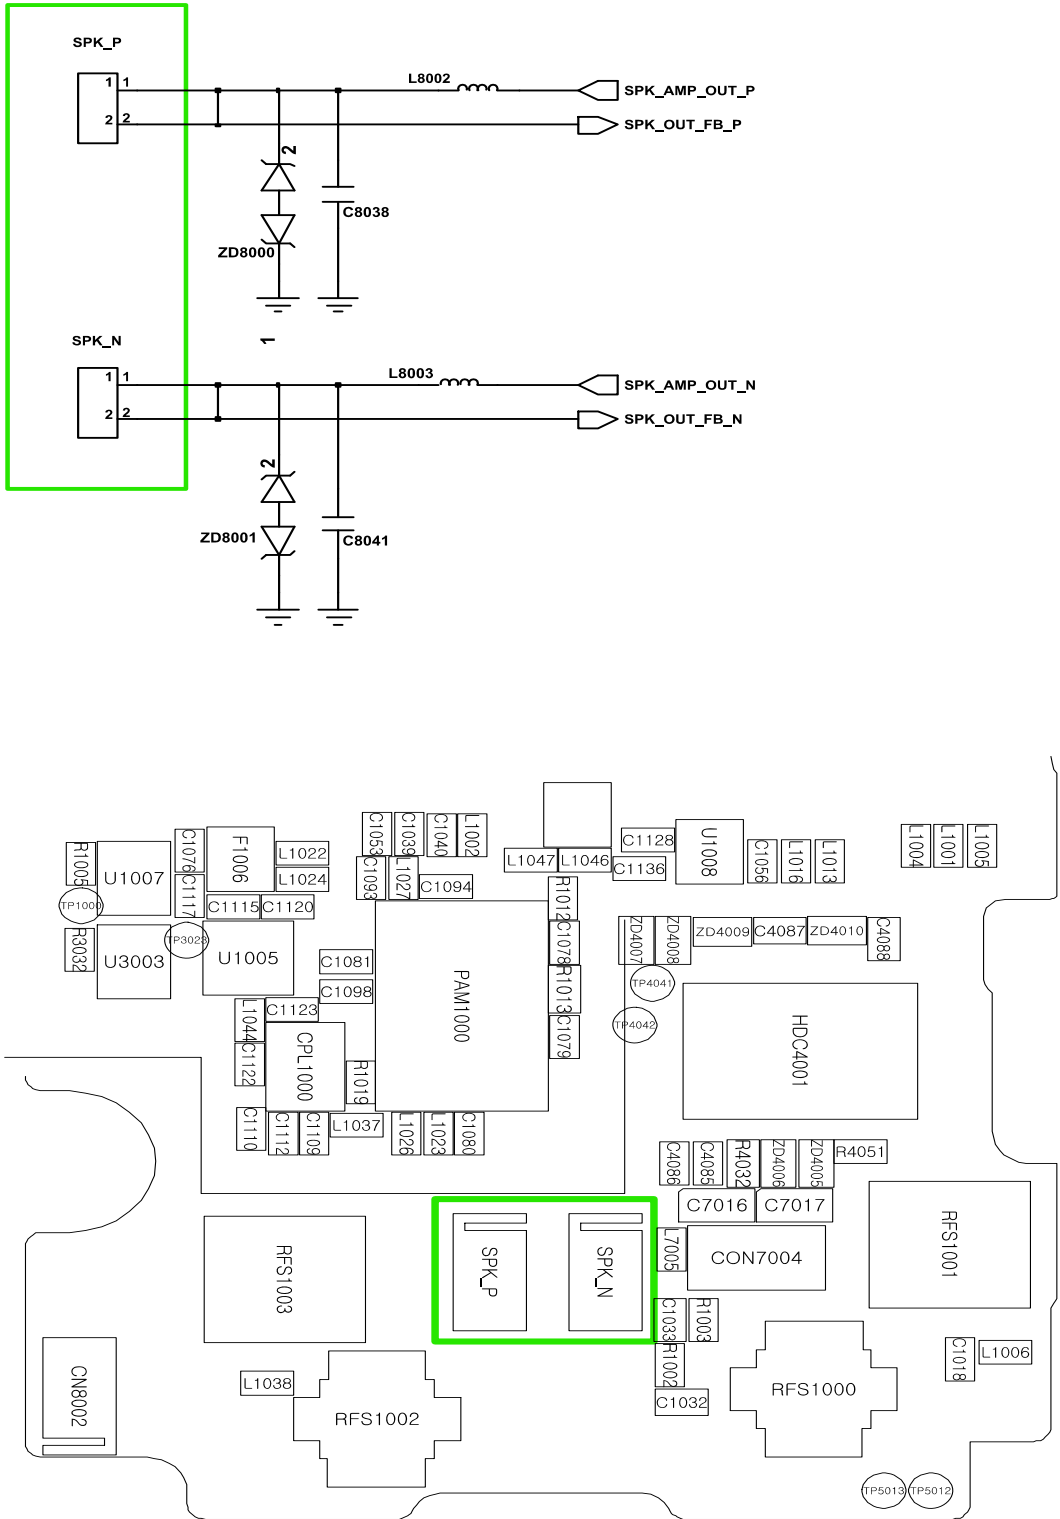 SPK_P
1 1
2 2
L8002
SPK_AMP_OUT_P
SPK_OUT_FB_P
2
C8038
ZD8000
1
SPK_N
1 1
2 2
L8003
SPK_AMP_OUT_N
SPK_OUT_FB_N
2
ZD8001
C8041
R1005
U1007
C1076
C1117
F1006
L1022
L1024
TP1000
C1115
C1120
TP3023
R3032
U3003
U1005
C1053
C1039
C1040
L1002
C1093
L1027
C1094
L1047
L1046
C1128
C1136
U1008
C1056
L1016
L1013
L1004
L1001
L1005
R1012
C1078
R1013
C1079
ZD4007
ZD4008
ZD4009
C4087
ZD4010
C4088
TP4041
TP4042
C1081
C1098
PAM1000
HDC4001
L1044
C1123
C1122
CPL1000
R1019
C1110
C1112
C1109
L1037
L1026
L1023
C1080
C4086
C4085
R4032
ZD4006
ZD4005
R4051
C7016
C7017
RFS1003
SPK_P
SPK_N
L7005
CON7004
RFS1001
C1033
R1003
R1002
C1032
C1018
L1006
CN8002
L1038
RFS1002
RFS1000
TP5013
TP5012